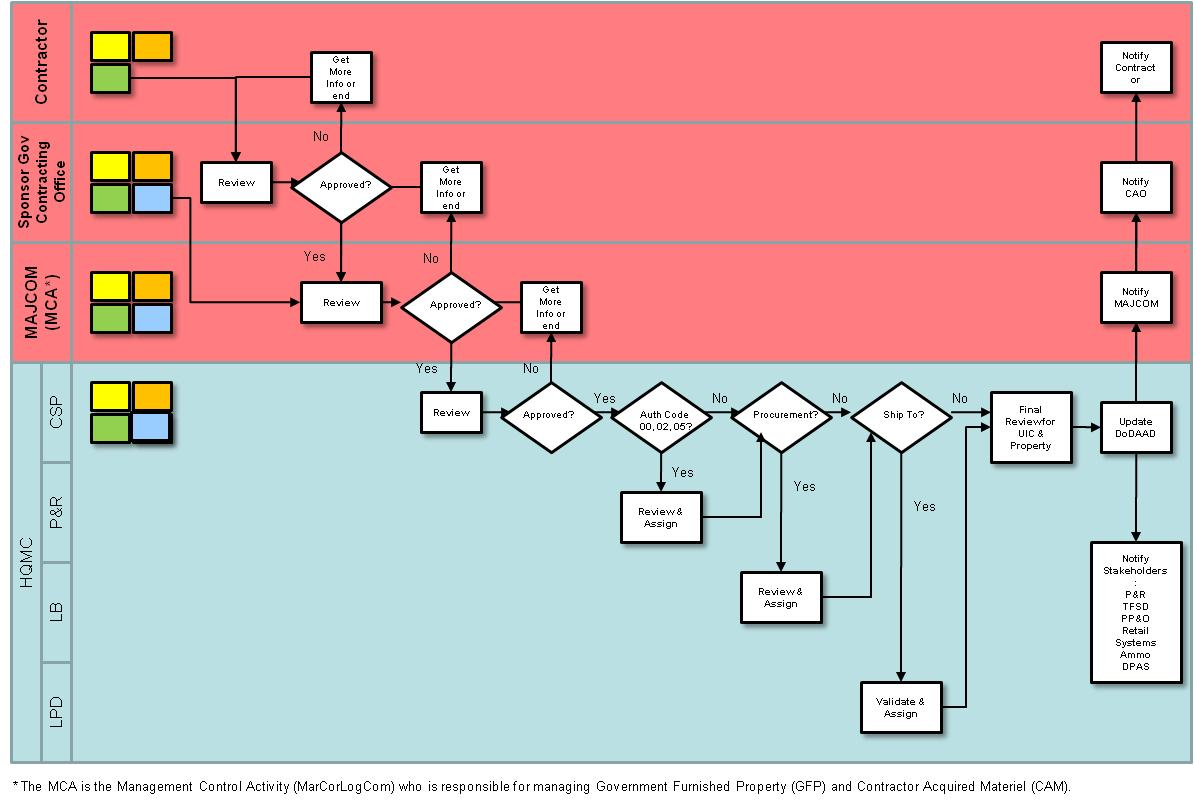 Contractor
Get
More
Info or
end
Notify
Contract
or
No
Sponsor Gov
Contracting
Office
Review
Approved?
Get
More
Info or
end
Notify
CAO
Yes
No
MAJCOM
(MCA*)
Review
Approved?
Get
More
Info or
end
Notify
MAJCOM
Yes
No
HQMC
CSP
Review
Approved?
Yes
Auth Code
00, 02, 05?
No
Procurement?
No
Ship To?
No
Final
Reviewfor
UIC &
Property
Update
DoDAAD
P&R
Yes
Review &
Assign
Yes
Yes
LB
Review &
Assign
Notify
Stakeholders
:
P&R
TFSD
PP&O
Retail
Systems
Ammo
DPAS
LPD
Validate &
Assign
* The MCA is the Management Control Activity (MarCorLogCom) who is responsible for managing Government Furnished Property (GFP) and Contractor Acquired Materiel (CAM).